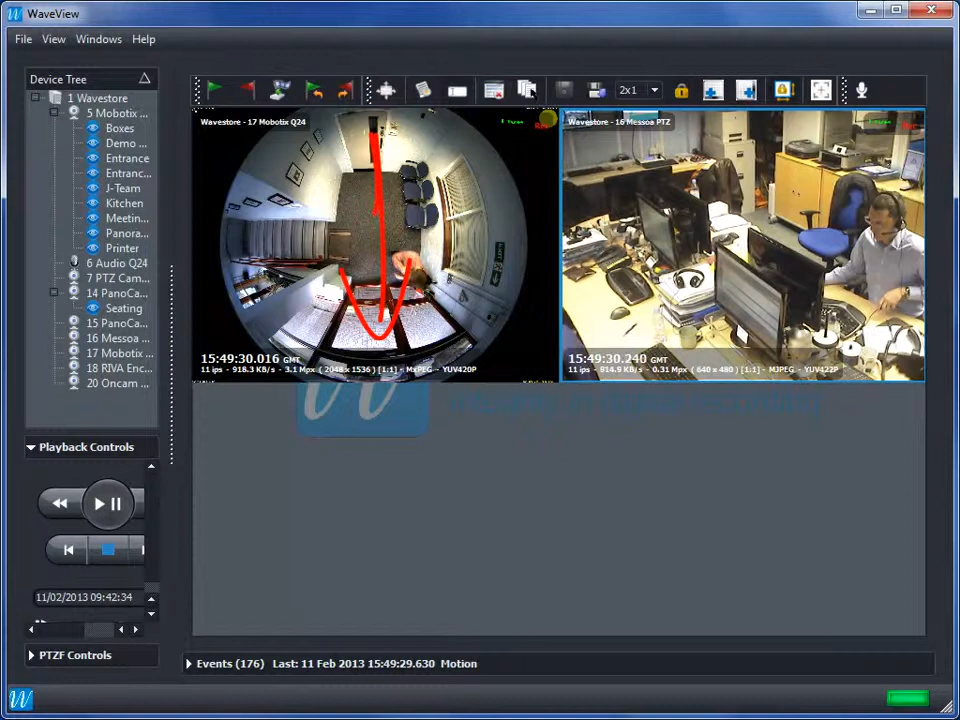 WaveView
File View Windows Help
Device Tree
1 Wavestore
5 Mobotix ...
Boxes
Demo ...
Entrance
Entranc...
J-Team
Kitchen
Meetin...
Panora...
Printer
6 Audio Q24
7 PTZ Cam...
14 PanoCa...
Seating
15 PanoCa...
16 Messoa ...
17 Mobotix ...
18 RIVA Enc...
20 Oncam ...
2x1
Wavestore - 17 Mobotix Q24
15:49:30.016 GMT
11 ips - 918.3 KB/s - 3.1 Mpx ( 2048 x 1536 ) [1:1] - MxPEG - YUV420P
Wavestore - 16 Messoa PTZ
15:49:30.240 GMT
11 ips - 914.9 KB/s - 0.31 Mpx ( 640 x 480 ) [1:1] - MJPEG - YUV422P
Playback Controls
11/02/2013 09:42:34
PTZF Controls
Events (176) Last: 11 Feb 2013 15:49:29.630 Motion